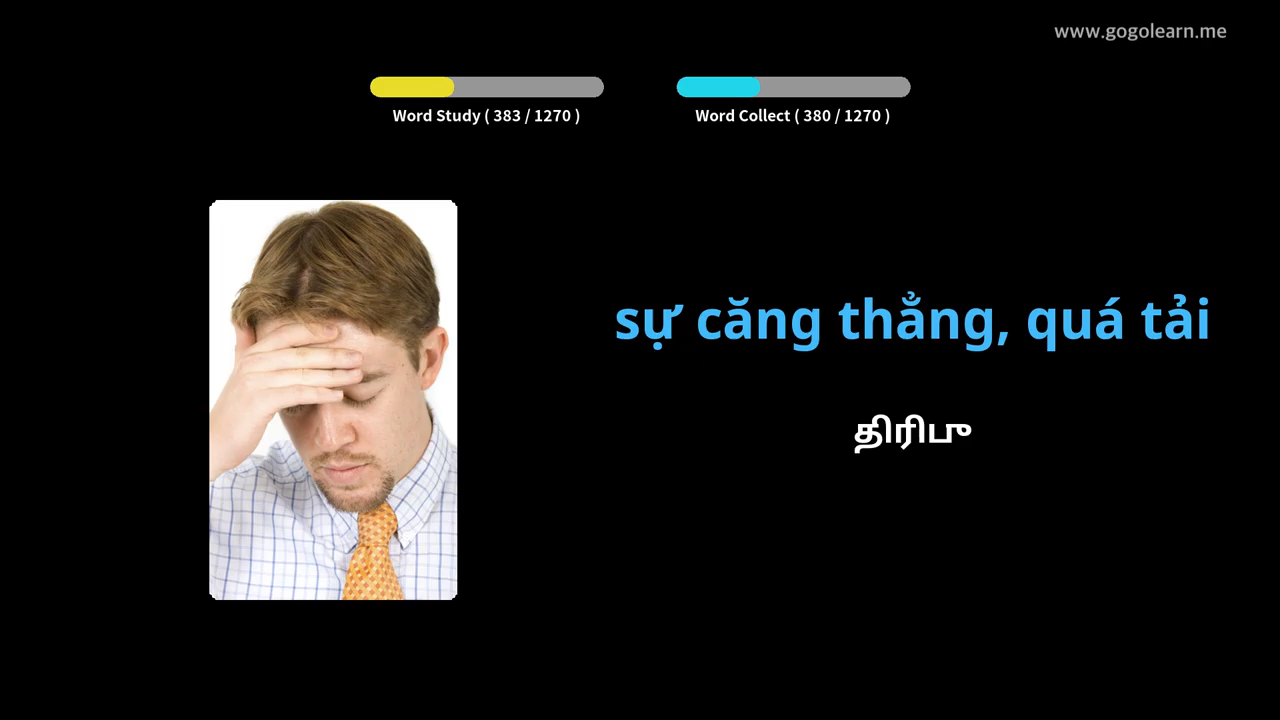 www.gogolearn.me
Word Study ( 383 / 1270 )
Word Collect ( 380 / 1270 )
sự căng thẳng, quá tải
திரிபு